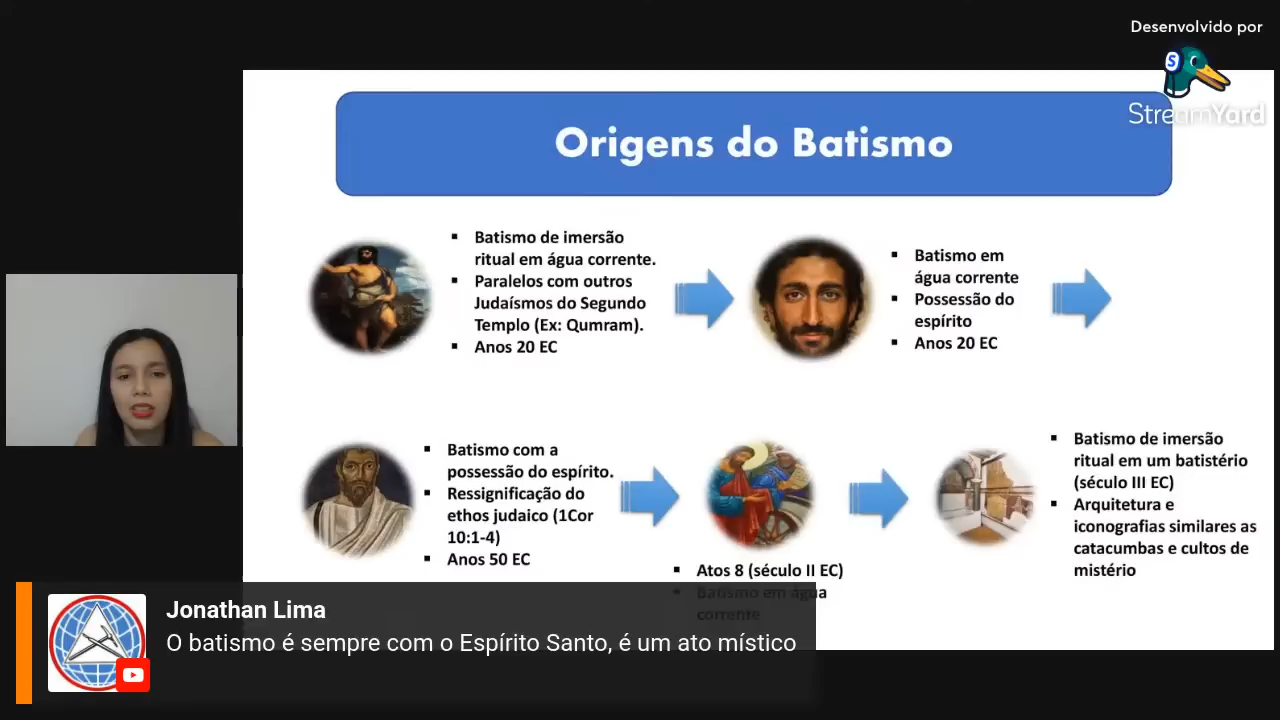 Desenvolvido por
StreamYard
Origens do Batismo
▪ Batismo de imersão
ritual em água corrente.
▪ Paralelos com outros
Judaísmos do Segundo
Templo (Ex: Qumram).
▪ Anos 20 EC
▪ Batismo em
água corrente
▪ Possessão do
espírito
▪ Anos 20 EC
▪ Batismo com a
possessão do espírito.
▪ Ressignificação do
ethos judaico (1Cor
10:1-4)
▪ Anos 50 EC
▪ Atos 8 (século II EC)
▪ Batismo em água
corrente
▪ Batismo de imersão
ritual em um batistério
(século III EC)
▪ Arquitetura e
iconografias similares as
catacumbas e cultos de
mistério
Jonathan Lima
O batismo é sempre com o Espírito Santo, é um ato místico